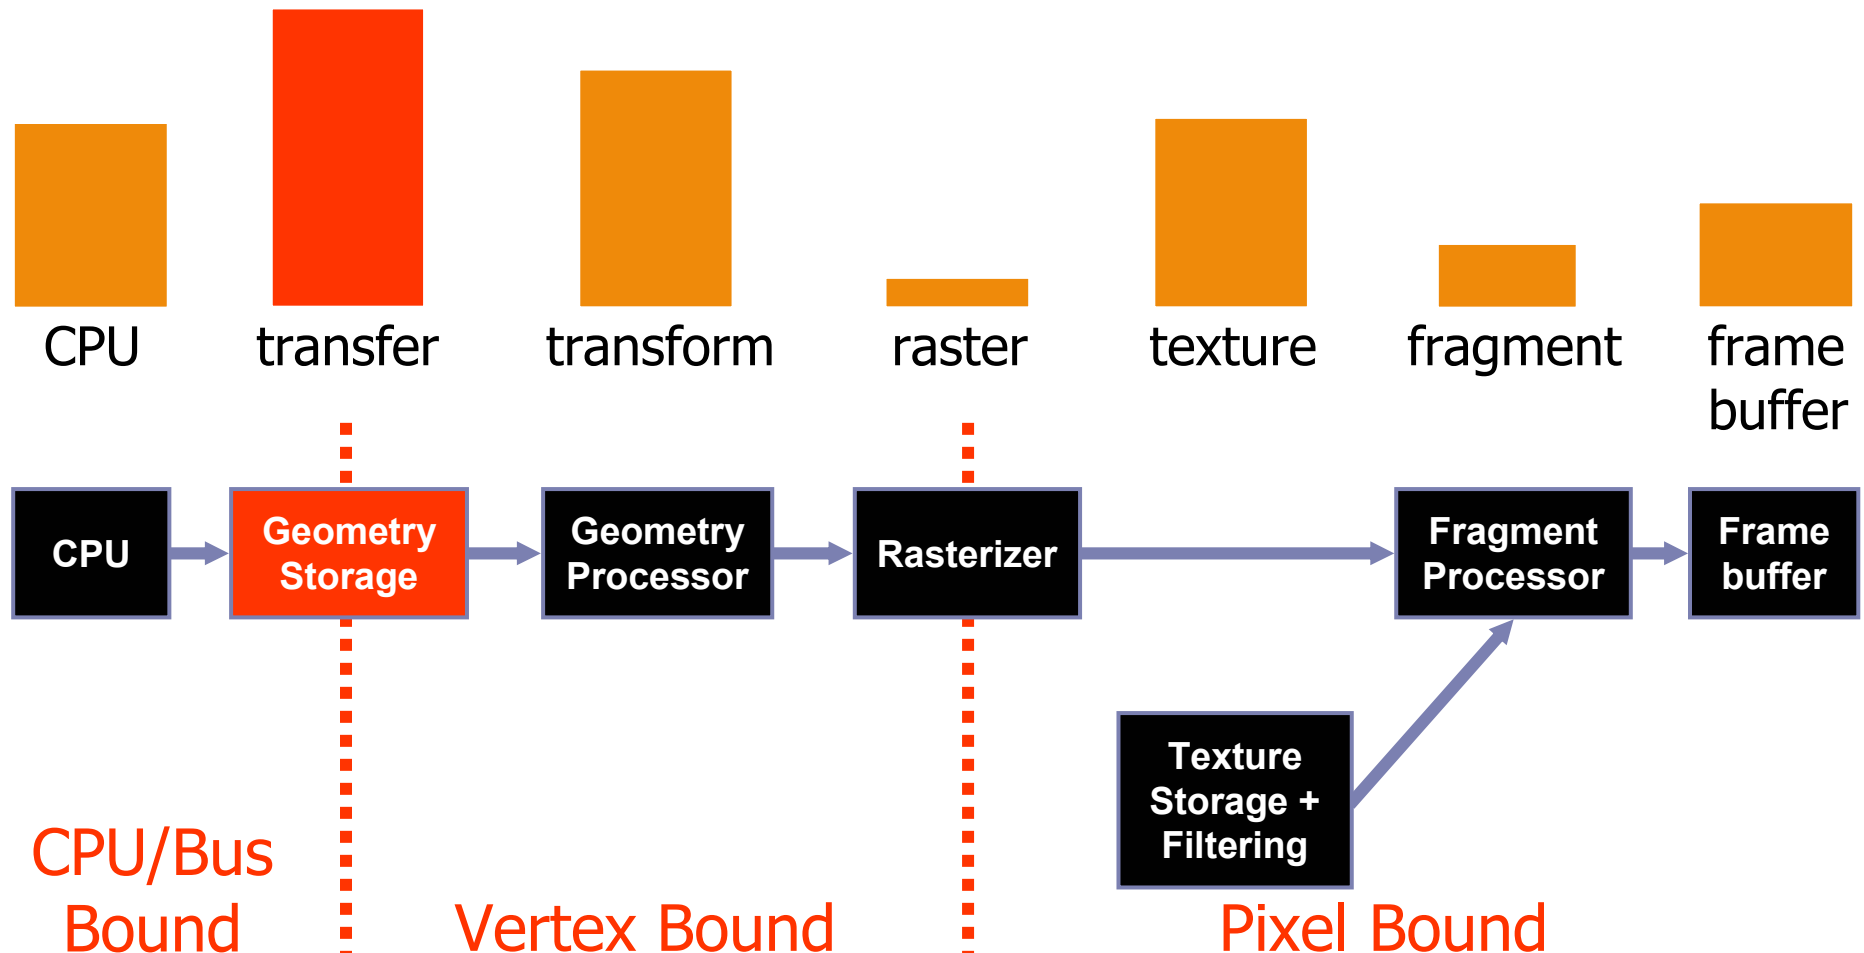 CPU
transfer
transform
raster
texture
fragment
frame
buffer
CPU
Geometry
Storage
Geometry
Processor
Rasterizer
Fragment
Processor
Frame
buffer
Texture
Storage +
Filtering
CPU/Bus
Bound
Vertex Bound
Pixel Bound